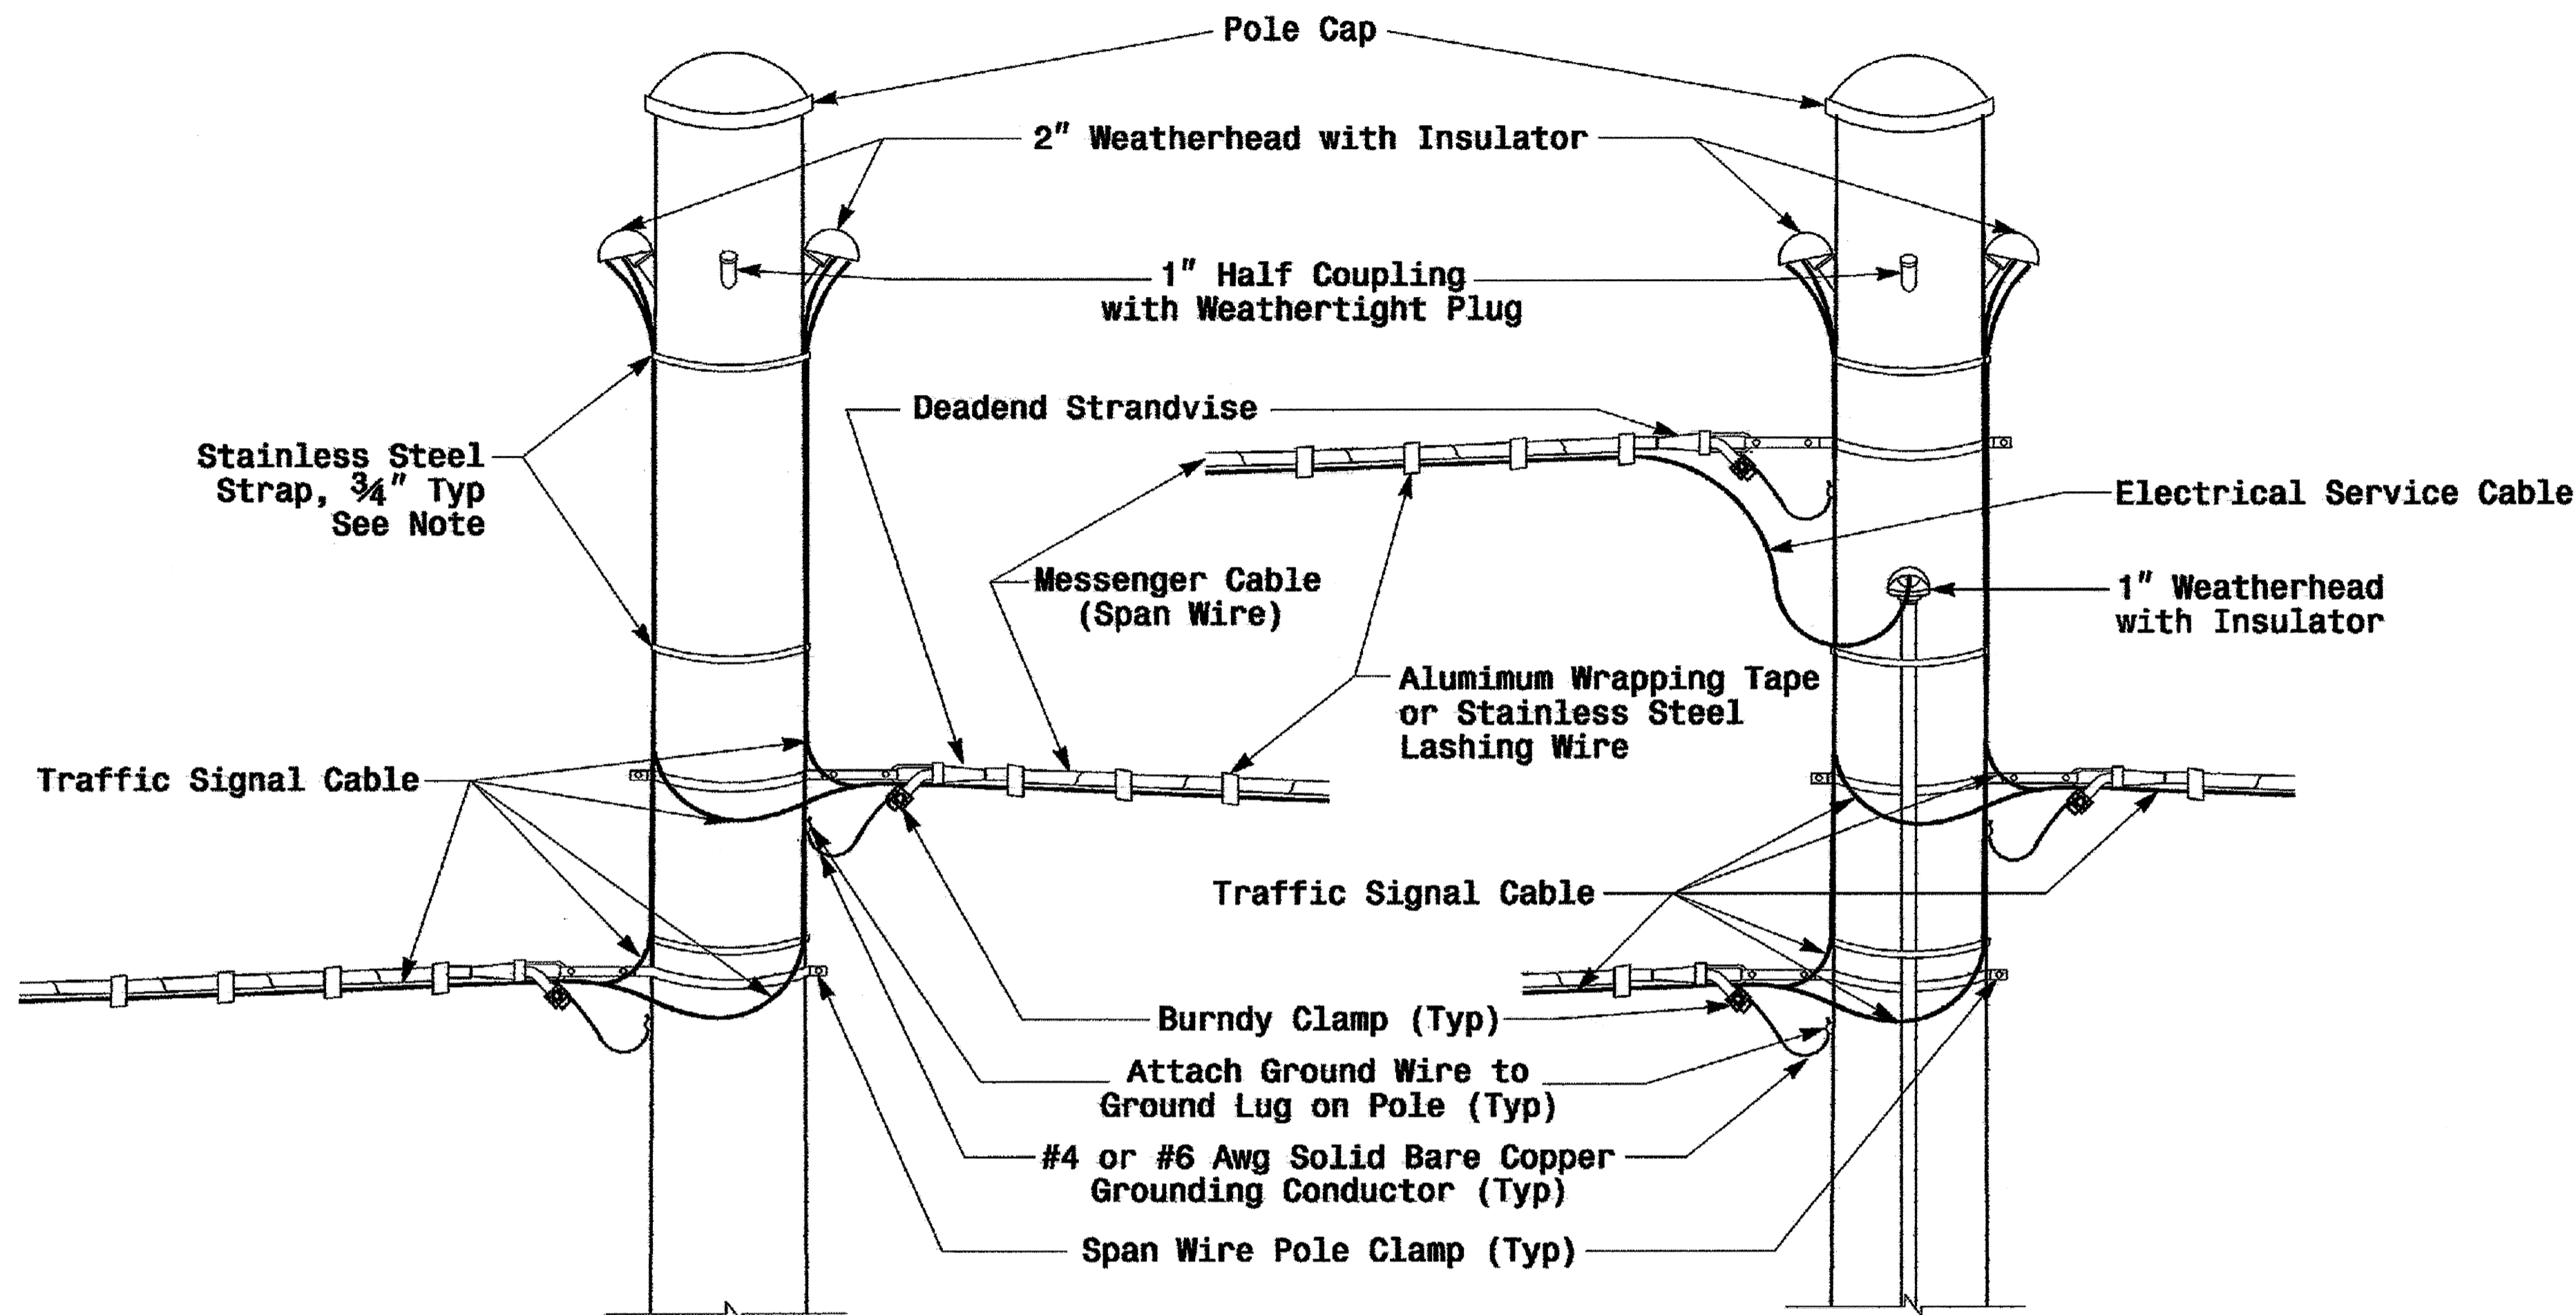 Pole Cap
2" Weatherhead with Insulator
1" Half Coupling
with Weathertight Plug
Deadend Strandvise
Stainless Steel
Strap, ¾" Typ
See Note
Electrical Service Cable
Messenger Cable
(Span Wire)
1" Weatherhead
with Insulator
Alumimum Wrapping Tape
or Stainless Steel
Lashing Wire
Traffic Signal Cable
Traffic Signal Cable
Burndy Clamp (Typ)
Attach Ground Wire to
Ground Lug on Pole (Typ)
#4 or #6 Awg Solid Bare Copper
Grounding Conductor (Typ)
Span Wire Pole Clamp (Typ)